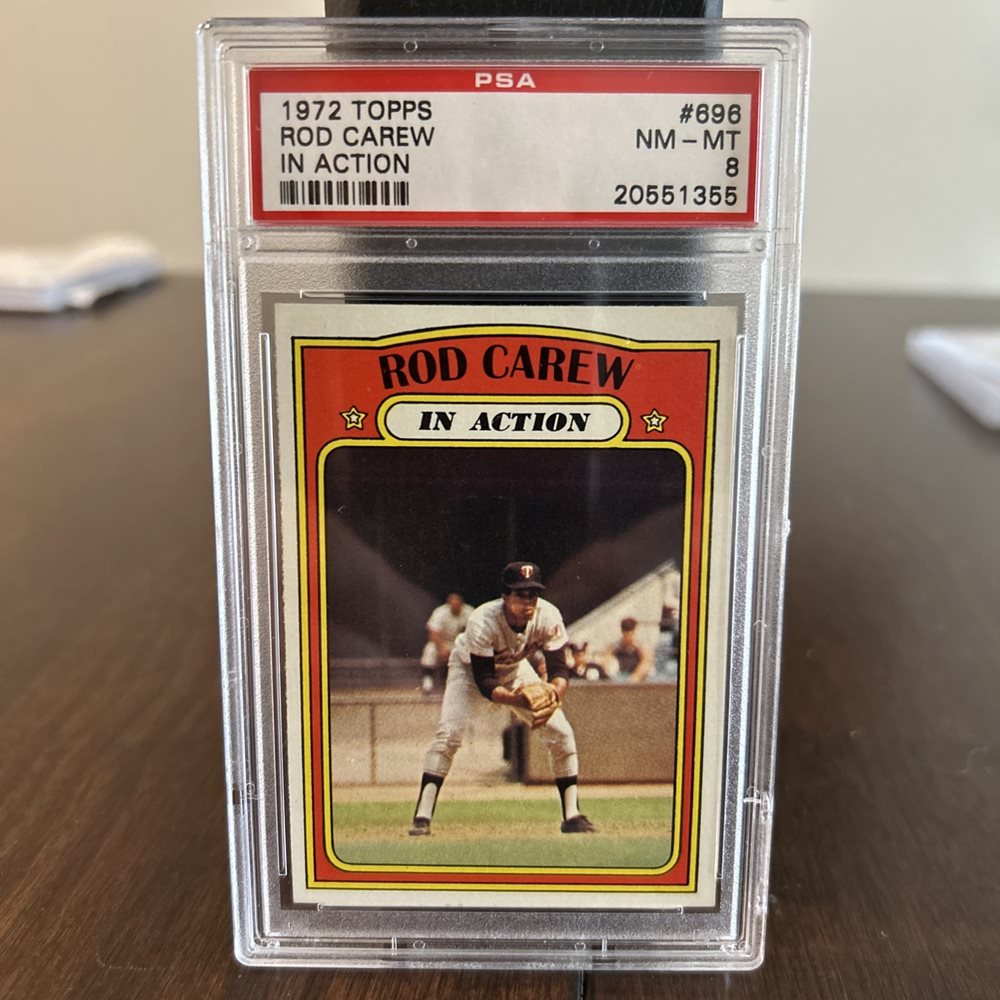 PSA
1972 TOPPS #696
ROD CAREW NM - MT
IN ACTION 8
20551355
ROD CAREW
IN ACTION
T